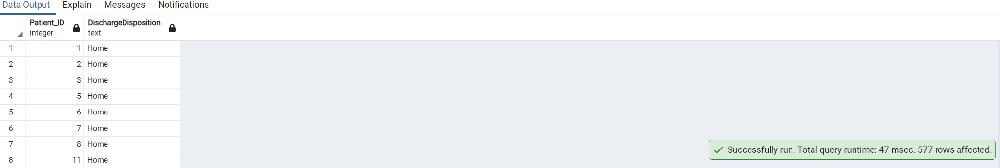 Data Output Explain Messages Notifications
Patient_ID DischargeDisposition
integer text
1 1 Home
2 2 Home
3 3 Home
4 5 Home
5 6 Home
6 7 Home
7 8 Home
Successfully run. Total query runtime: 47 msec. 577 rows affected.
8 11 Home